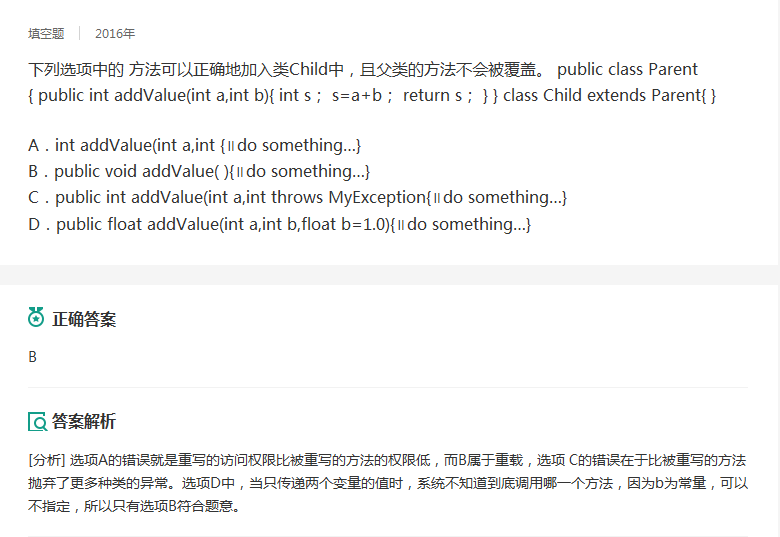 填空题 | 2016年
下列选项中的 方法可以正确地加入类Child中，且父类的方法不会被覆盖。 public class Parent
{ public int addValue(int a,int b){ int s； s=a+b； return s； } } class Child extends Parent{ }
A．int addValue(int a,int {॥do something…}
B．public void addValue( ){॥do something…}
C．public int addValue(int a,int throws MyException{॥do something…}
D．public float addValue(int a,int b,float b=1.0){॥do something…}
正确答案
B
答案解析
[分析] 选项A的错误就是重写的访问权限比被重写的方法的权限低，而B属于重载，选项 C的错误在于比被重写的方法
抛弃了更多种类的异常。选项D中，当只传递两个变量的值时，系统不知道到底调用哪一个方法，因为b为常量，可以
不指定，所以只有选项B符合题意。